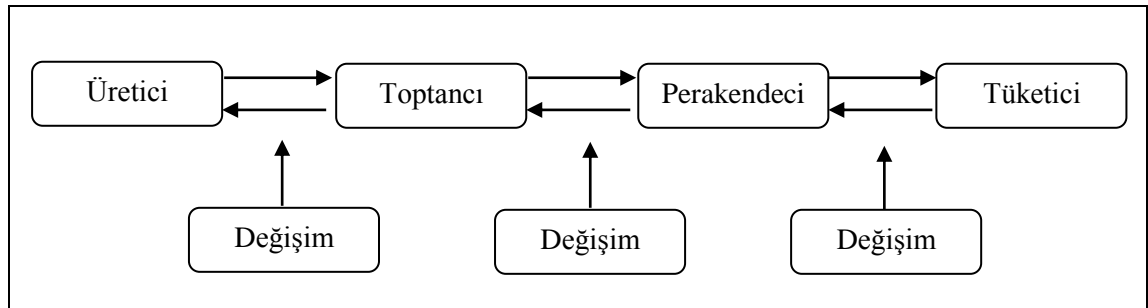 Üretici
Toptancı
Perakendeci
Tüketici
Değişim
Değişim
Değişim